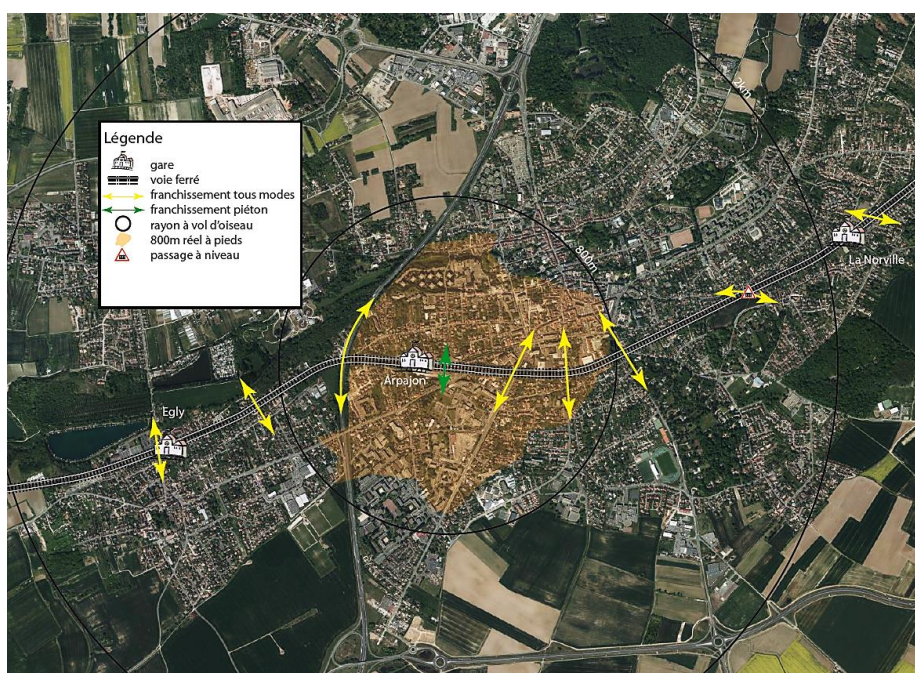 Légende
gare
voie ferré
franchissement tous modes
franchissement piéton
rayon à vol d'oiseau
800m réel à pieds
passage à niveau
800m
La Norville
Arpajon
Egly